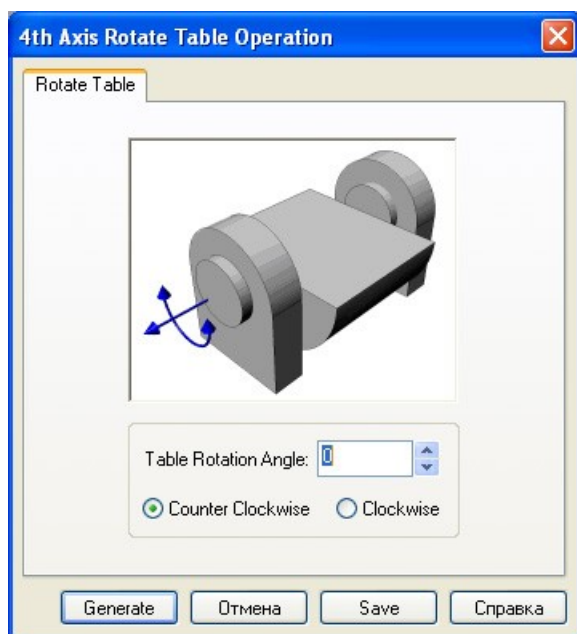 4th Axis Rotate Table Operation
Rotate Table
Table Rotation Angle: 0
Counter Clockwise Clockwise
Generate Отмена Save Справка